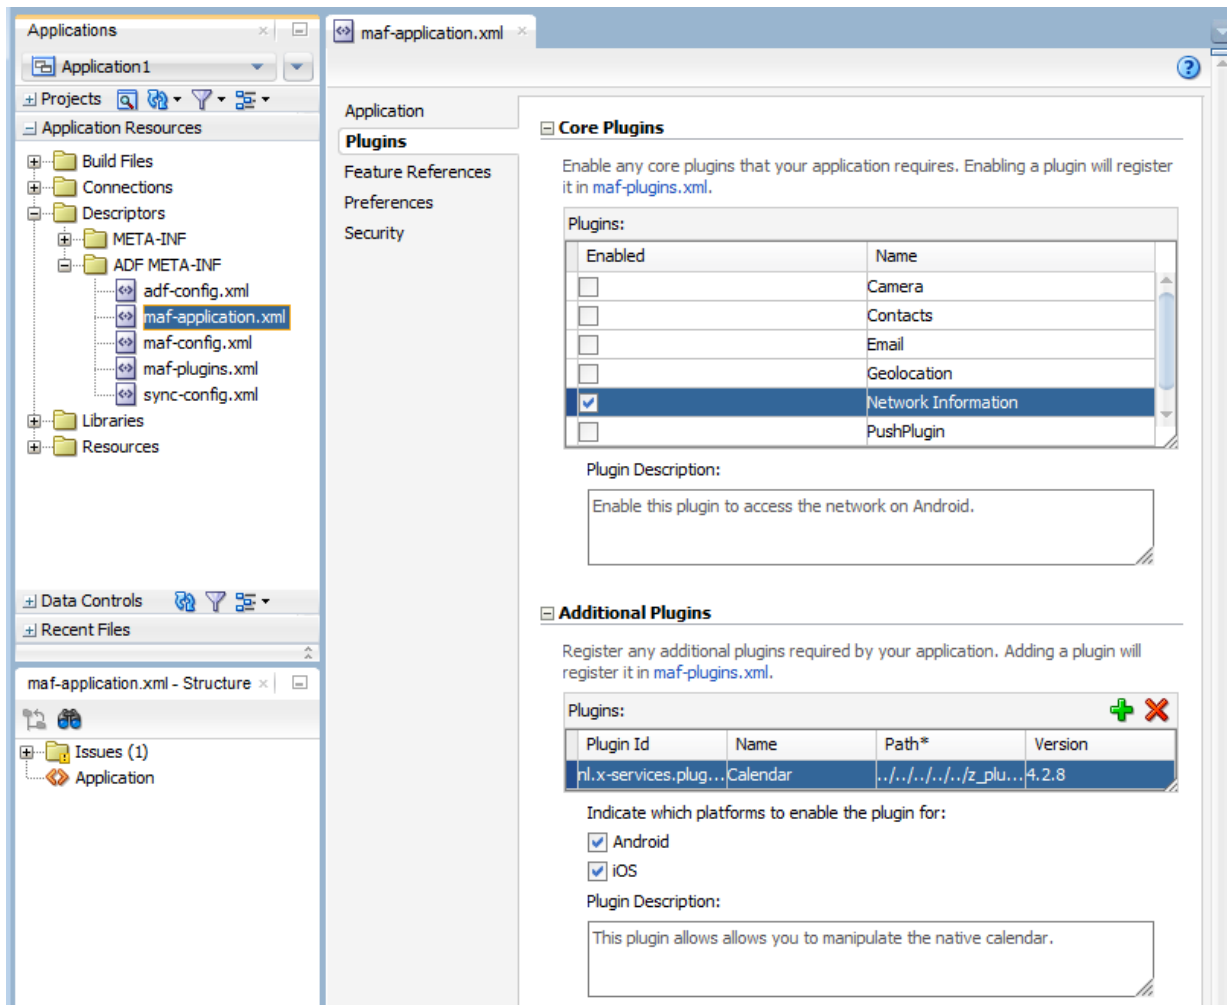 Applications
Application1
Projects
Application Resources
Build Files
Connections
Descriptors
META-INF
ADF META-INF
adf-config.xml
maf-application.xml
maf-config.xml
maf-plugins.xml
sync-config.xml
Libraries
Resources
Data Controls
Recent Files
maf-application.xml - Structure
Issues (1)
Application
maf-application.xml
Application
Plugins
Feature References
Preferences
Security
Core Plugins
Enable any core plugins that your application requires. Enabling a plugin will register
it in maf-plugins.xml.
Plugins:
Enabled Name
Camera
Contacts
Email
Geolocation
Network Information
PushPlugin
Plugin Description:
Enable this plugin to access the network on Android.
Additional Plugins
Register any additional plugins required by your application. Adding a plugin will
register it in maf-plugins.xml.
Plugins:
Plugin Id Name Path* Version
nl.x-services.plug... Calendar ../../../../../z_plu... 4.2.8
Indicate which platforms to enable the plugin for:
Android
iOS
Plugin Description:
This plugin allows allows you to manipulate the native calendar.